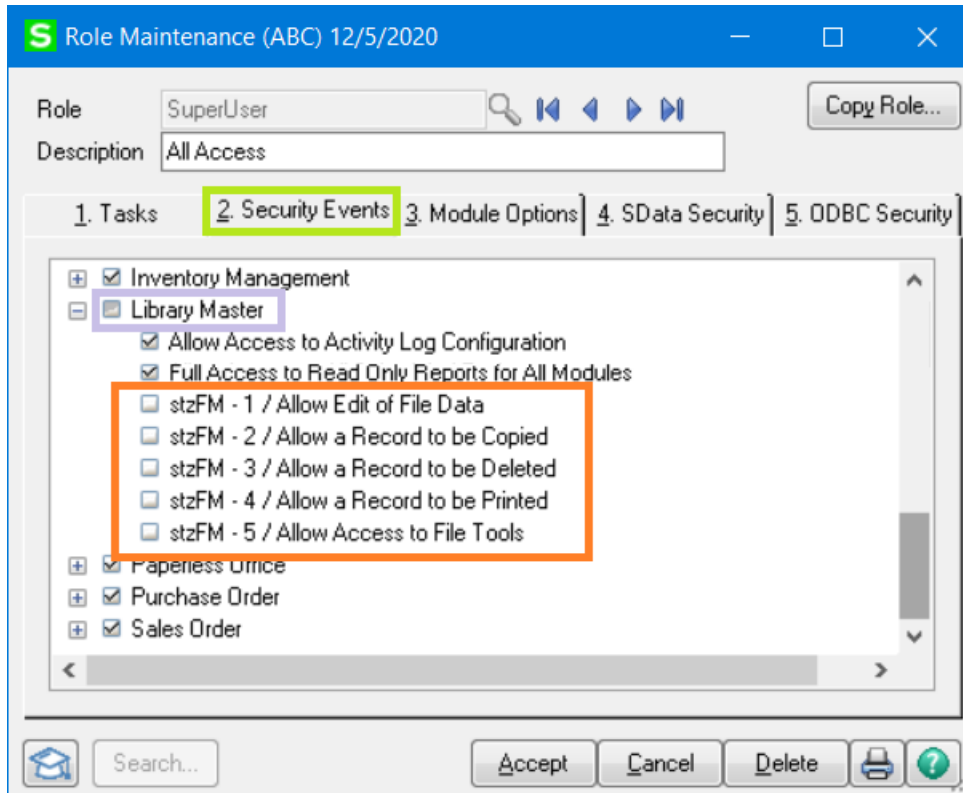 S Role Maintenance (ABC) 12/5/2020
Role SuperUser Copy Role...
Description All Access
1. Tasks 2. Security Events 3. Module Options 4. SData Security 5. ODBC Security
Inventory Management
Library Master
Allow Access to Activity Log Configuration
Full Access to Read Only Reports for All Modules
stzFM - 1 / Allow Edit of File Data
stzFM - 2 / Allow a Record to be Copied
stzFM - 3 / Allow a Record to be Deleted
stzFM - 4 / Allow a Record to be Printed
stzFM - 5 / Allow Access to File Tools
Paperless Office
Purchase Order
Sales Order
Search... Accept Cancel Delete ?